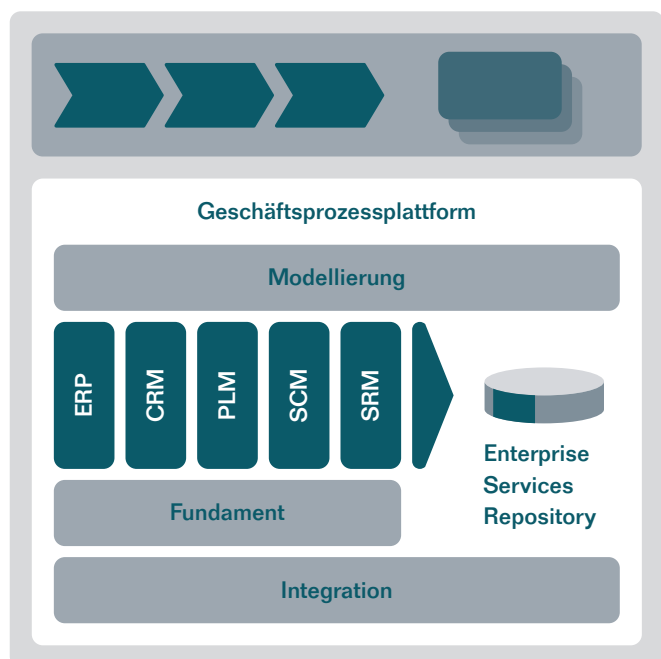 Geschäftsprozessplattform
Modellierung
ERP
CRM
PLM
SCM
SRM
Enterprise
Services
Repository
Fundament
Integration